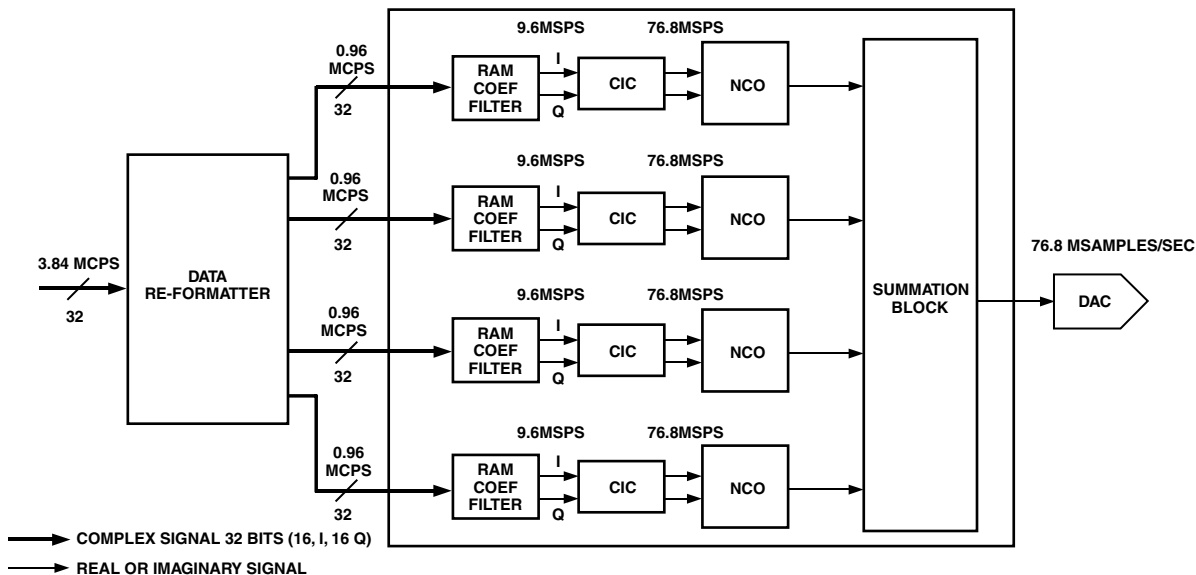 9.6MSPS 76.8MSPS
0.96
MCPS
32
RAM
COEF
FILTER
I
Q
CIC
NCO
9.6MSPS 76.8MSPS
0.96
MCPS
32
RAM
COEF
FILTER
I
Q
CIC
NCO
3.84 MCPS
32
DATA
RE-FORMATTER
SUMMATION
BLOCK
76.8 MSAMPLES/SEC
DAC
9.6MSPS 76.8MSPS
0.96
MCPS
32
RAM
COEF
FILTER
I
Q
CIC
NCO
9.6MSPS 76.8MSPS
0.96
MCPS
32
RAM
COEF
FILTER
I
Q
CIC
NCO
COMPLEX SIGNAL 32 BITS (16, I, 16 Q)
REAL OR IMAGINARY SIGNAL